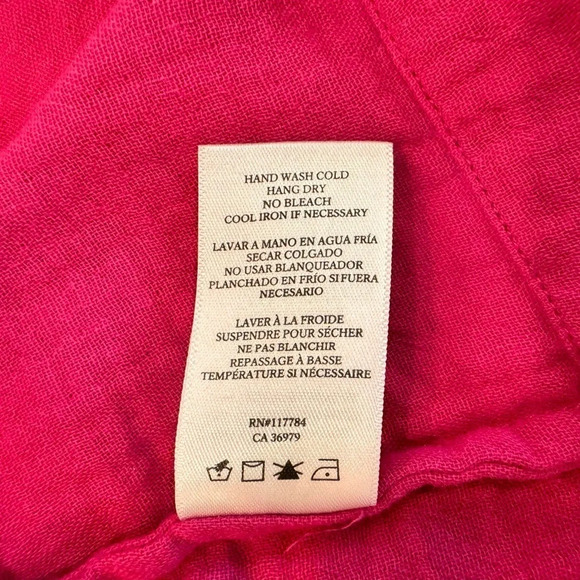 HAND WASH COLD
HANG DRY
NO BLEACH
COOL IRON IF NECESSARY
LAVAR A MANO EN AGUA FRÍA
SECAR COLGADO
NO USAR BLANQUEADOR
PLANCHADO EN FRÍO SI FUERA
NECESARIO
LAVER À LA FROIDE
SUSPENDRE POUR SÉCHER
NE PAS BLANCHIR
REPASSAGE À BASSE
TEMPÉRATURE SI NÉCESSAIRE
RN#117784
CA 36979